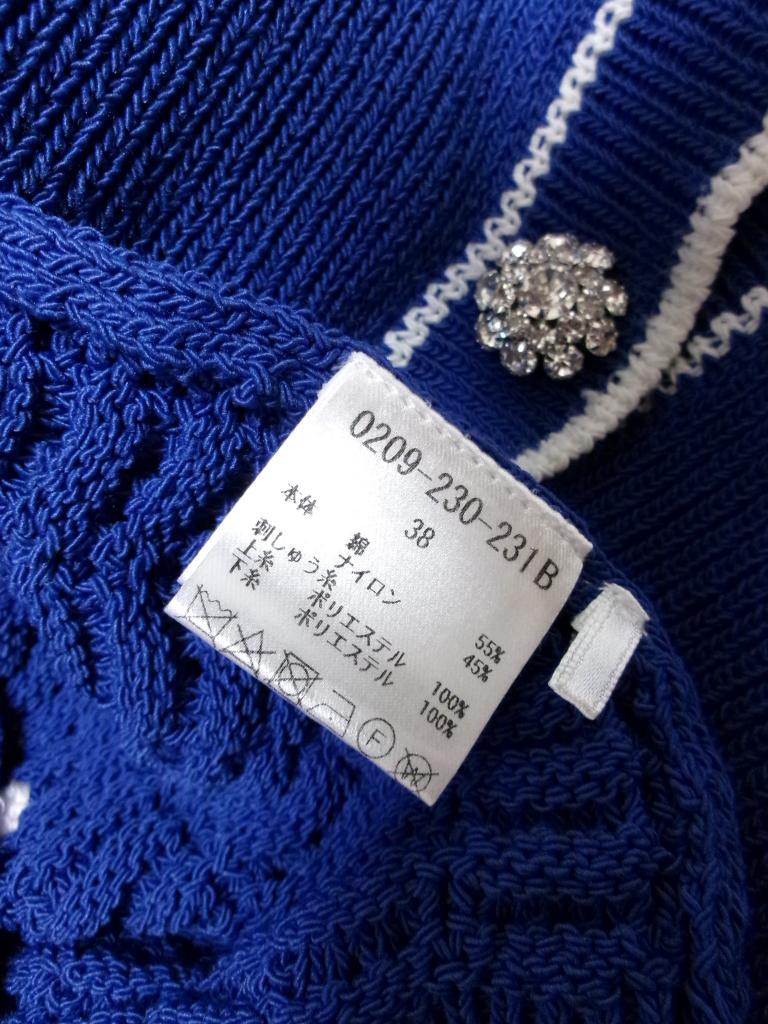 0209-230-231B
38
本体 綿 55%
ナイロン 45%
刺しゅう糸
上糸 ポリエステル 100%
下糸 ポリエステル 100%
F
W